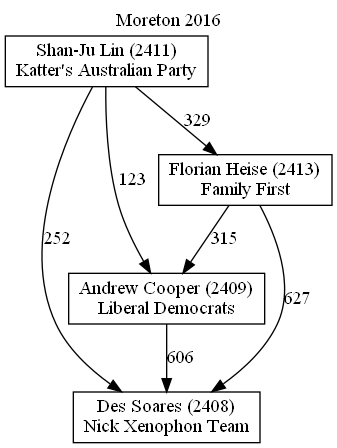 Moreton 2016
Shan-Ju Lin (2411)
Katter's Australian Party
329
Florian Heise (2413)
Family First
123
252
315
627
Andrew Cooper (2409)
Liberal Democrats
606
Des Soares (2408)
Nick Xenophon Team